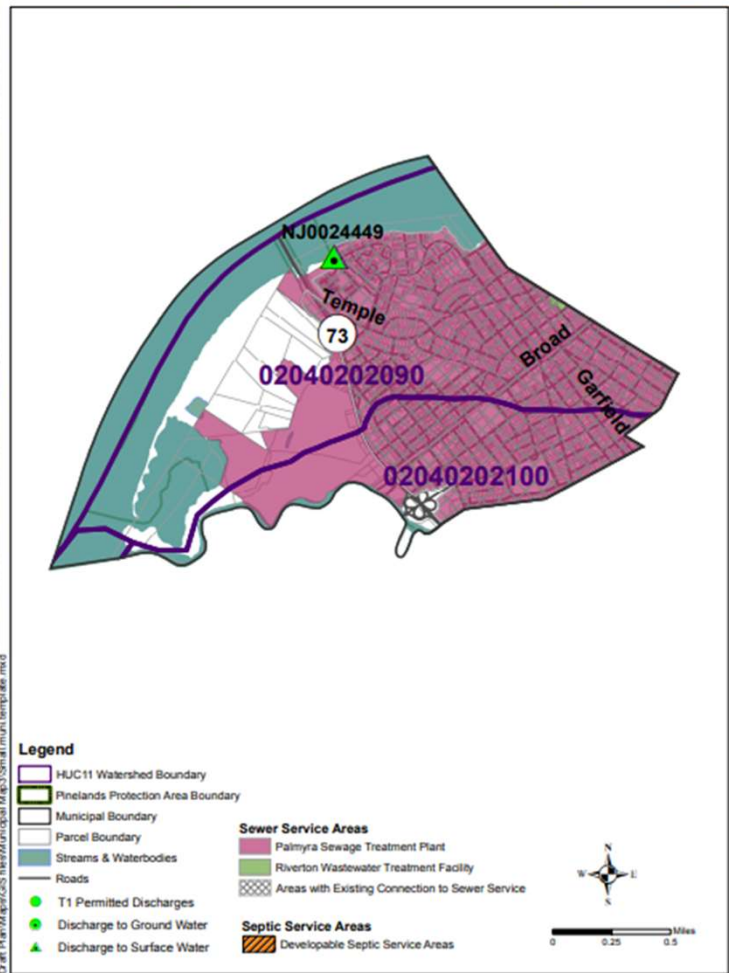 NJ0024449
Temple
73
02040202090
Broad
Garfield
02040202100
Legend
HUC11 Watershed Boundary
Pinelands Protection Area Boundary
Municipal Boundary
Parcel Boundary
Streams & Waterbodies
Roads
T1 Permitted Discharges
Discharge to Ground Water
Discharge to Surface Water
Sewer Service Areas
Palmyra Sewage Treatment Plant
Riverton Wastewater Treatment Facility
Areas with Existing Connection to Sewer Service
Septic Service Areas
Developable Septic Service Areas
N
W E
S
Miles
0 0.25 0.5